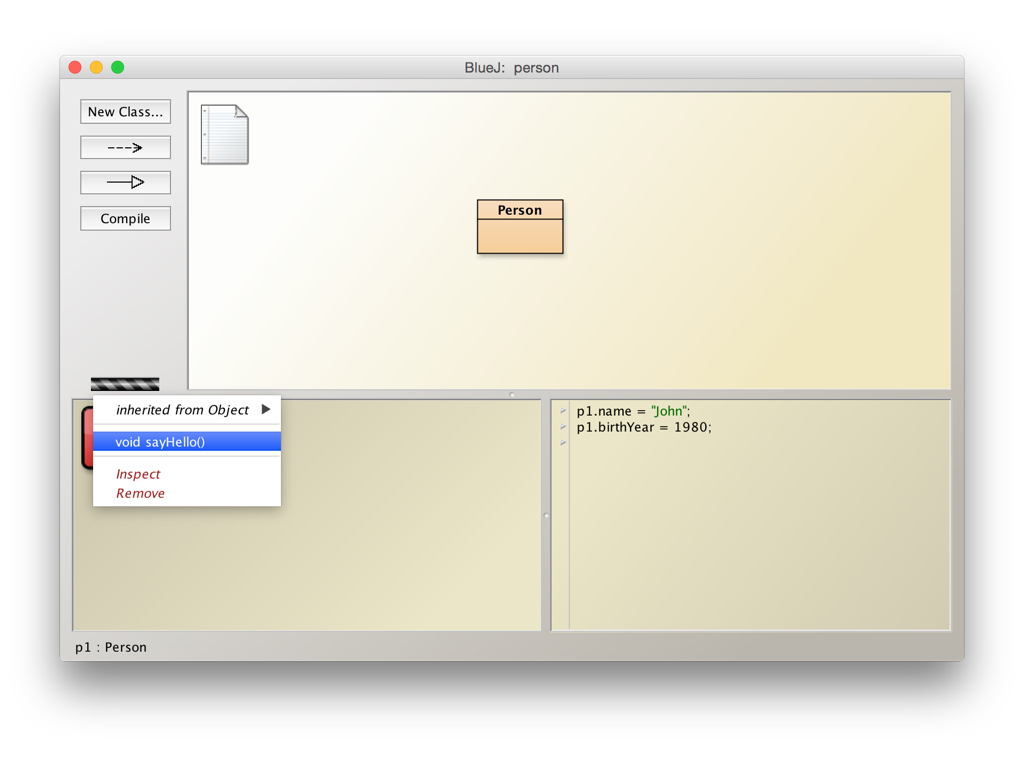 BlueJ: person
New Class...
Compile
Person
inherited from Object
void sayHello()
Inspect
Remove
p1.name = "John";
p1.birthYear = 1980;
p1 : Person